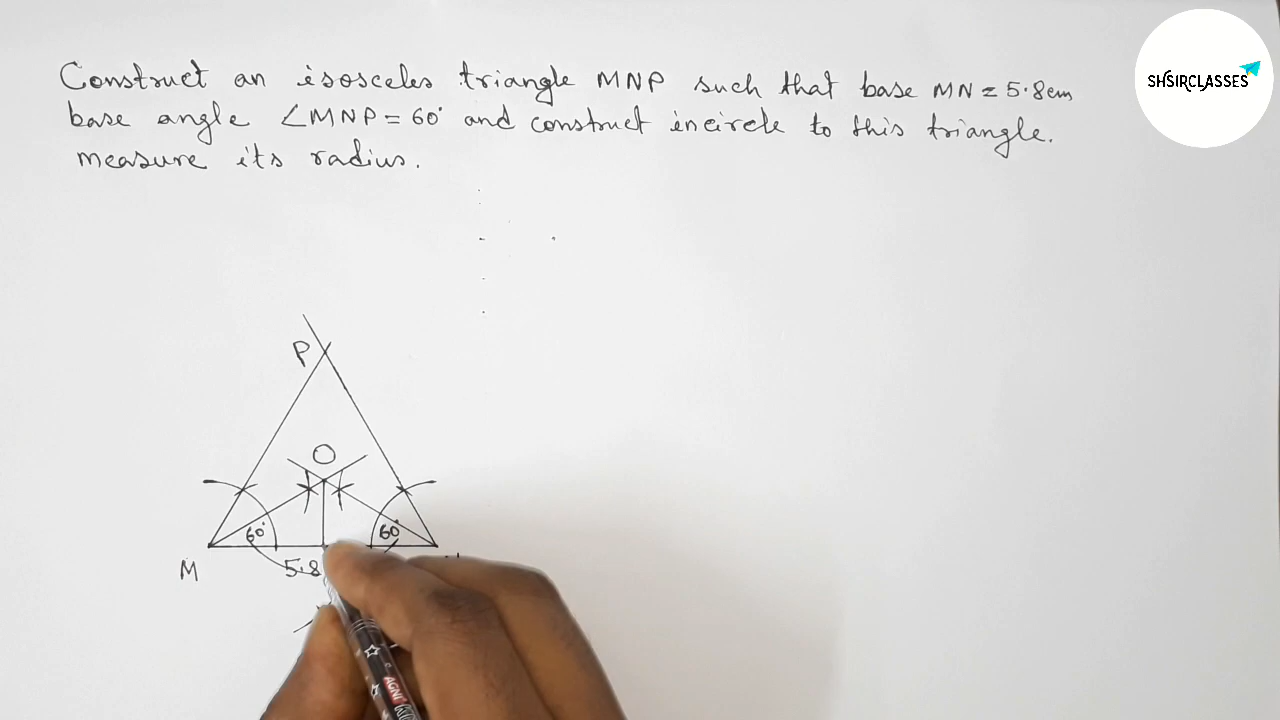 Construct an isosceles triangle MNP such that base MN = 5.8cm
base angle ∠MNP = 60° and construct incircle to this triangle.
measure its radius.
SHSIRCLASSES
P
O
60° 60°
M 5.8